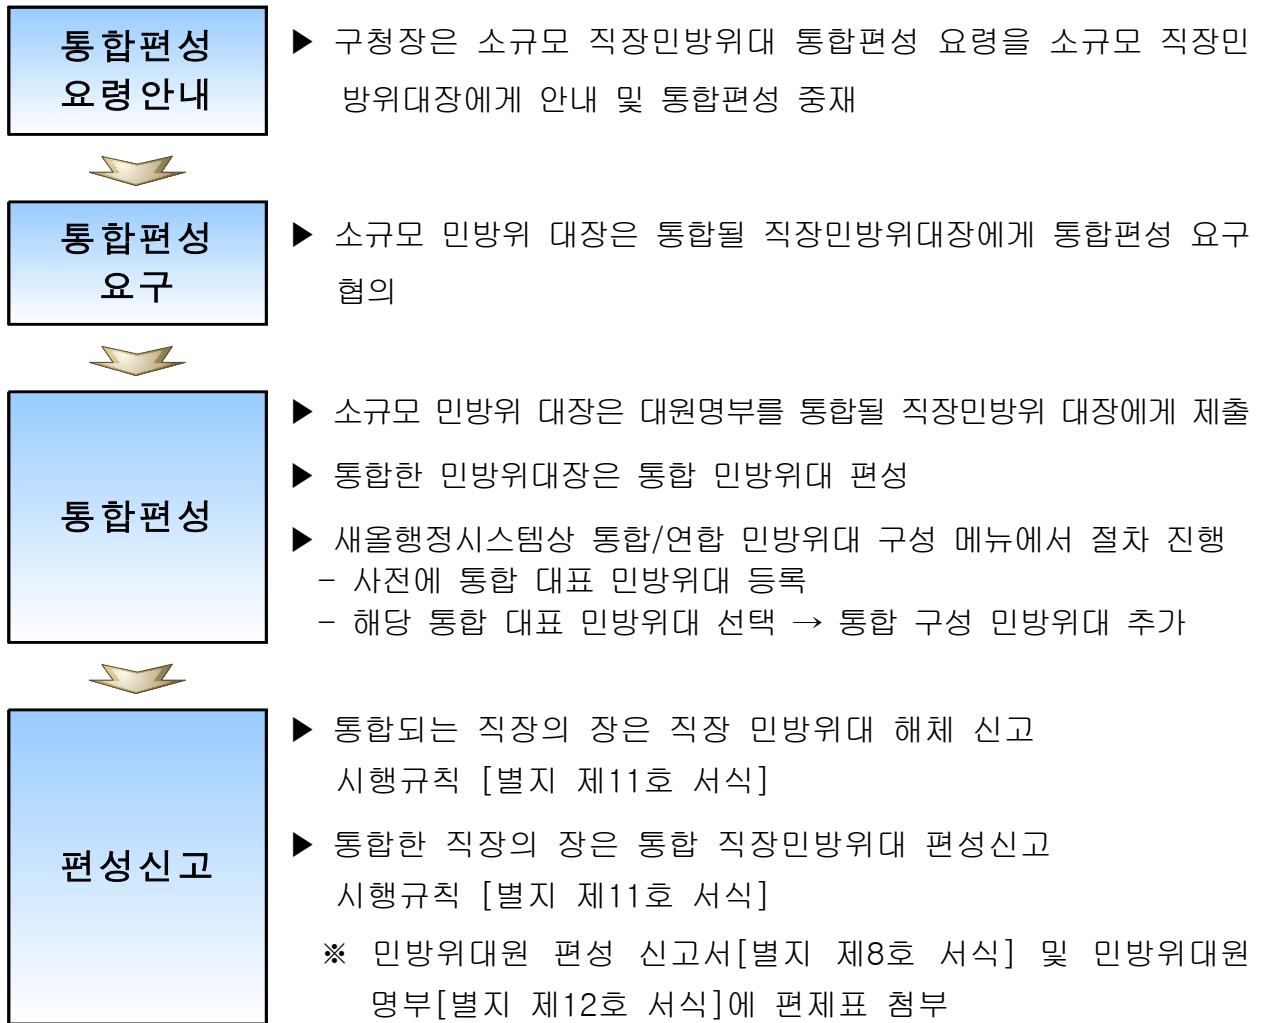 통합편성
요령안내
▶ 구청장은 소규모 직장민방위대 통합편성 요령을 소규모 직장민
방위대장에게 안내 및 통합편성 중재
통합편성
요구
▶ 소규모 민방위 대장은 통합될 직장민방위대장에게 통합편성 요구
협의
통합편성
▶ 소규모 민방위 대장은 대원명부를 통합될 직장민방위 대장에게 제출
▶ 통합한 민방위대장은 통합 민방위대 편성
▶ 새올행정시스템상 통합/연합 민방위대 구성 메뉴에서 절차 진행
- 사전에 통합 대표 민방위대 등록
- 해당 통합 대표 민방위대 선택 → 통합 구성 민방위대 추가
편성신고
▶ 통합되는 직장의 장은 직장 민방위대 해체 신고
시행규칙 [별지 제11호 서식]
▶ 통합한 직장의 장은 통합 직장민방위대 편성신고
시행규칙 [별지 제11호 서식]
※ 민방위대원 편성 신고서[별지 제8호 서식] 및 민방위대원
명부[별지 제12호 서식]에 편제표 첨부